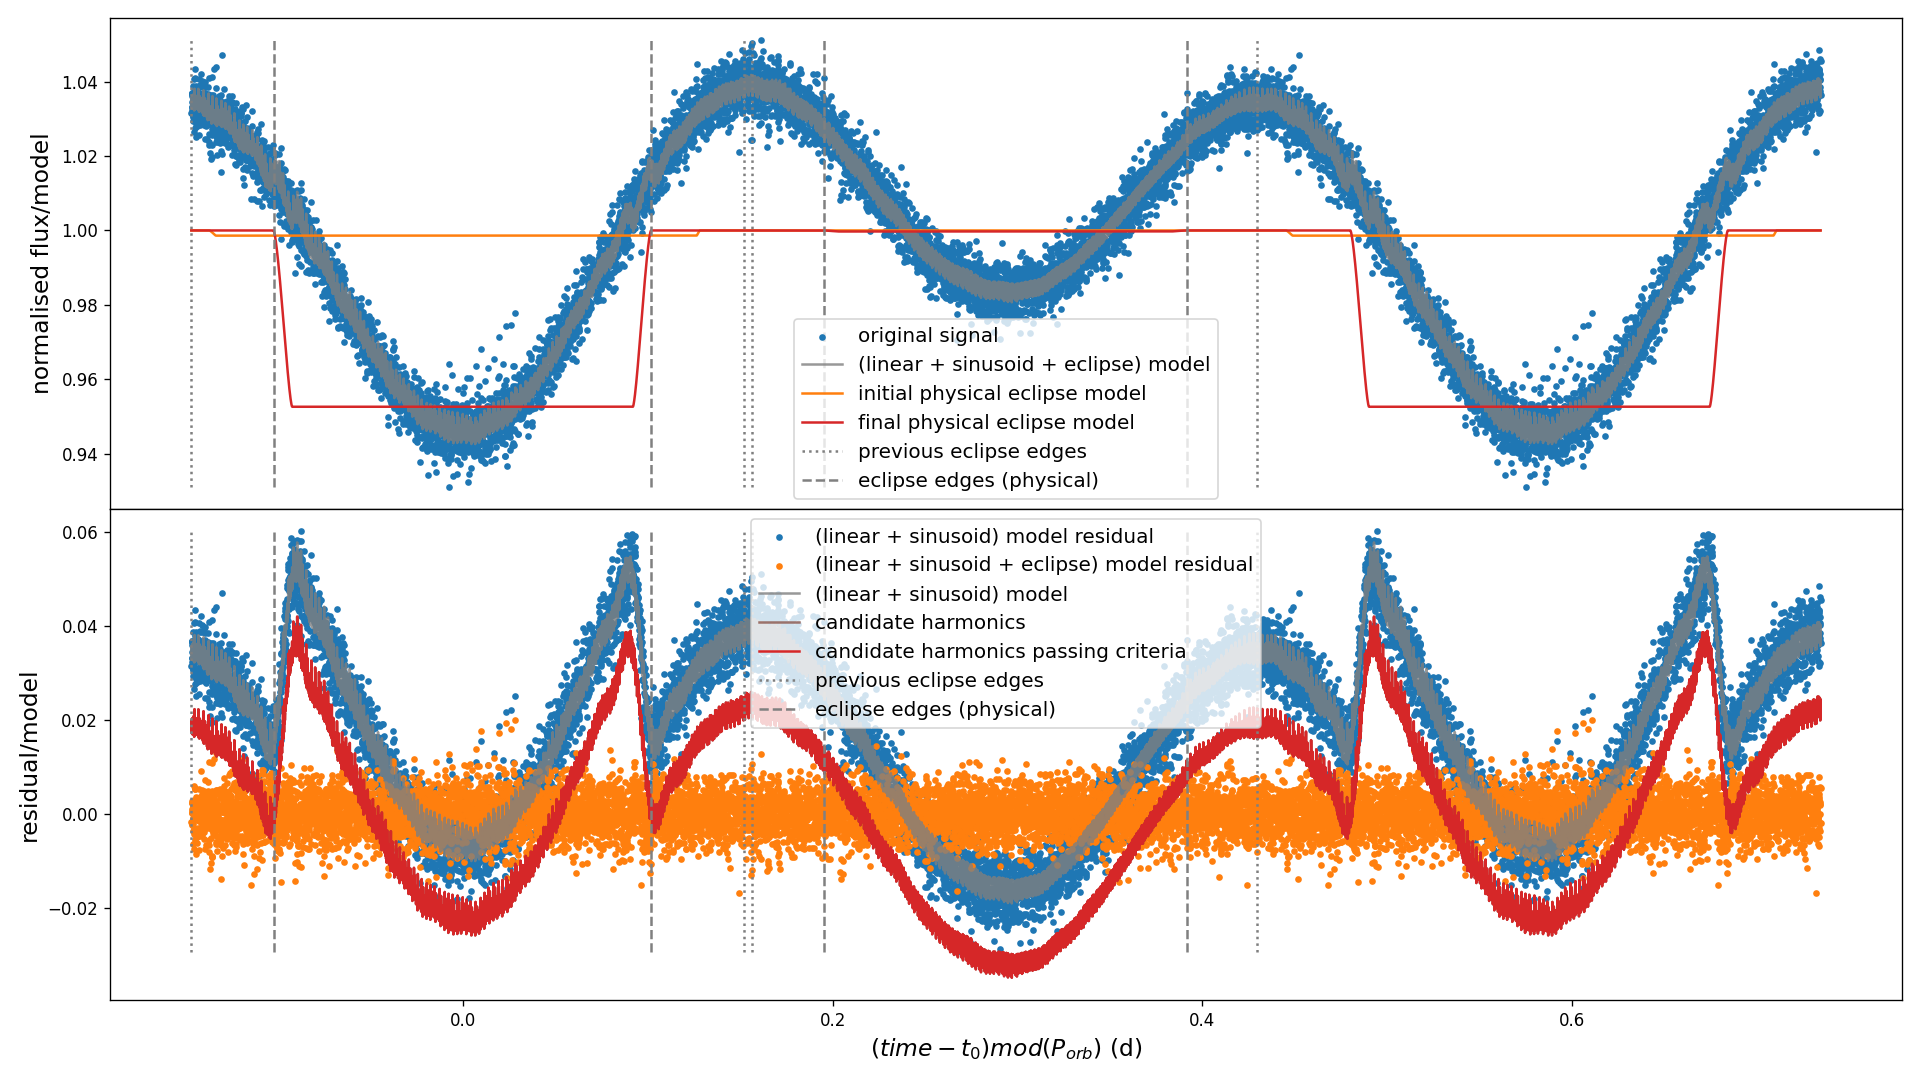 1.04
1.02
1.00
0.98
0.96
0.94
normalised flux/model
original signal
(linear + sinusoid + eclipse) model
initial physical eclipse model
final physical eclipse model
previous eclipse edges
eclipse edges (physical)
0.06
0.04
0.02
0.00
−0.02
residual/model
(linear + sinusoid) model residual
(linear + sinusoid + eclipse) model residual
(linear + sinusoid) model
candidate harmonics
candidate harmonics passing criteria
previous eclipse edges
eclipse edges (physical)
0.0 0.2 0.4 0.6
(time − t₀)mod(P_orb) (d)